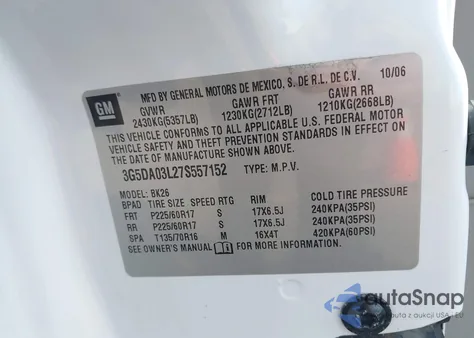 GM
MFD BY GENERAL MOTORS DE MEXICO, S. DE R.L. DE C.V. 10/06
GVWR GAWR FRT GAWR RR
2430KG(5357LB) 1230KG(2712LB) 1210KG(2668LB)
THIS VEHICLE CONFORMS TO ALL APPLICABLE U.S. FEDERAL MOTOR
VEHICLE SAFETY AND THEFT PREVENTION STANDARDS IN EFFECT ON
THE DATE OF MANUFACTURE SHOWN ABOVE.
3G5DA03L27S557152 TYPE: M.P.V.
MODEL: BK26
BPAD TIRE SIZE SPEED RTG RIM COLD TIRE PRESSURE
FRT P225/60R17 S 17X6.5J 240KPA(35PSI)
RR P225/60R17 S 17X6.5J 240KPA(35PSI)
SPA T135/70R16 M 16X4T 420KPA(60PSI)
SEE OWNER'S MANUAL FOR MORE INFORMATION.
autoSnap
Auta z aukcji USA i EU